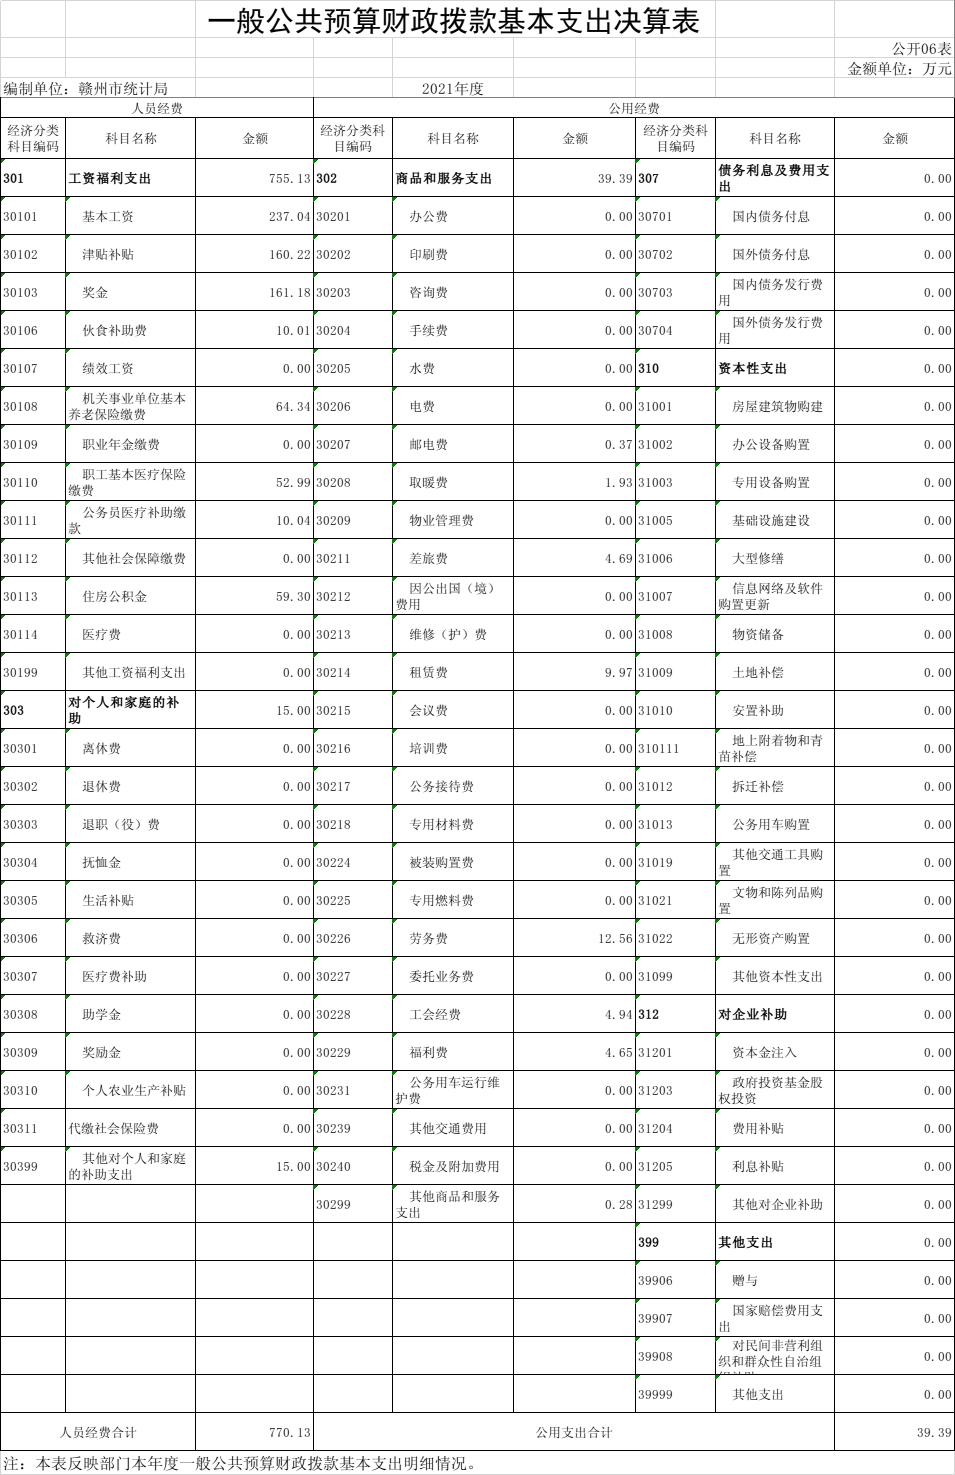 一般公共预算财政拨款基本支出决算表
公开06表
金额单位：万元
编制单位：赣州市统计局 2021年度
人员经费 公用经费
经济分类科目编码 科目名称 金额 经济分类科目编码 科目名称 金额 经济分类科目编码 科目名称 金额
301 工资福利支出 755.13 302 商品和服务支出 39.39 307 债务利息及费用支出 0.00
30101 基本工资 237.04 30201 办公费 0.00 30701 国内债务付息 0.00
30102 津贴补贴 160.22 30202 印刷费 0.00 30702 国外债务付息 0.00
30103 奖金 161.18 30203 咨询费 0.00 30703 国内债务发行费用 0.00
30106 伙食补助费 10.01 30204 手续费 0.00 30704 国外债务发行费用 0.00
30107 绩效工资 0.00 30205 水费 0.00 310 资本性支出 0.00
30108 机关事业单位基本养老保险缴费 64.34 30206 电费 0.00 31001 房屋建筑物购建 0.00
30109 职业年金缴费 0.00 30207 邮电费 0.37 31002 办公设备购置 0.00
30110 职工基本医疗保险缴费 52.99 30208 取暖费 1.93 31003 专用设备购置 0.00
30111 公务员医疗补助缴款 10.04 30209 物业管理费 0.00 31005 基础设施建设 0.00
30112 其他社会保障缴费 0.00 30211 差旅费 4.69 31006 大型修缮 0.00
30113 住房公积金 59.30 30212 因公出国（境）费用 0.00 31007 信息网络及软件购置更新 0.00
30114 医疗费 0.00 30213 维修（护）费 0.00 31008 物资储备 0.00
30199 其他工资福利支出 0.00 30214 租赁费 9.97 31009 土地补偿 0.00
303 对个人和家庭的补助 15.00 30215 会议费 0.00 31010 安置补助 0.00
30301 离休费 0.00 30216 培训费 0.00 310111 地上附着物和青苗补偿 0.00
30302 退休费 0.00 30217 公务接待费 0.00 31012 拆迁补偿 0.00
30303 退职（役）费 0.00 30218 专用材料费 0.00 31013 公务用车购置 0.00
30304 抚恤金 0.00 30224 被装购置费 0.00 31019 其他交通工具购置 0.00
30305 生活补贴 0.00 30225 专用燃料费 0.00 31021 文物和陈列品购置 0.00
30306 救济费 0.00 30226 劳务费 12.56 31022 无形资产购置 0.00
30307 医疗费补助 0.00 30227 委托业务费 0.00 31099 其他资本性支出 0.00
30308 助学金 0.00 30228 工会经费 4.94 312 对企业补助 0.00
30309 奖励金 0.00 30229 福利费 4.65 31201 资本金注入 0.00
30310 个人农业生产补贴 0.00 30231 公务用车运行维护费 0.00 31203 政府投资基金股权投资 0.00
30311 代缴社会保险费 0.00 30239 其他交通费用 0.00 31204 费用补贴 0.00
30399 其他对个人和家庭的补助支出 15.00 30240 税金及附加费用 0.00 31205 利息补贴 0.00
30299 其他商品和服务支出 0.28 31299 其他对企业补助 0.00
399 其他支出 0.00
39906 赠与 0.00
39907 国家赔偿费用支出 0.00
39908 对民间非营利组织和群众性自治组 0.00
39999 其他支出 0.00
人员经费合计 770.13 公用支出合计 39.39
注：本表反映部门本年度一般公共预算财政拨款基本支出明细情况。